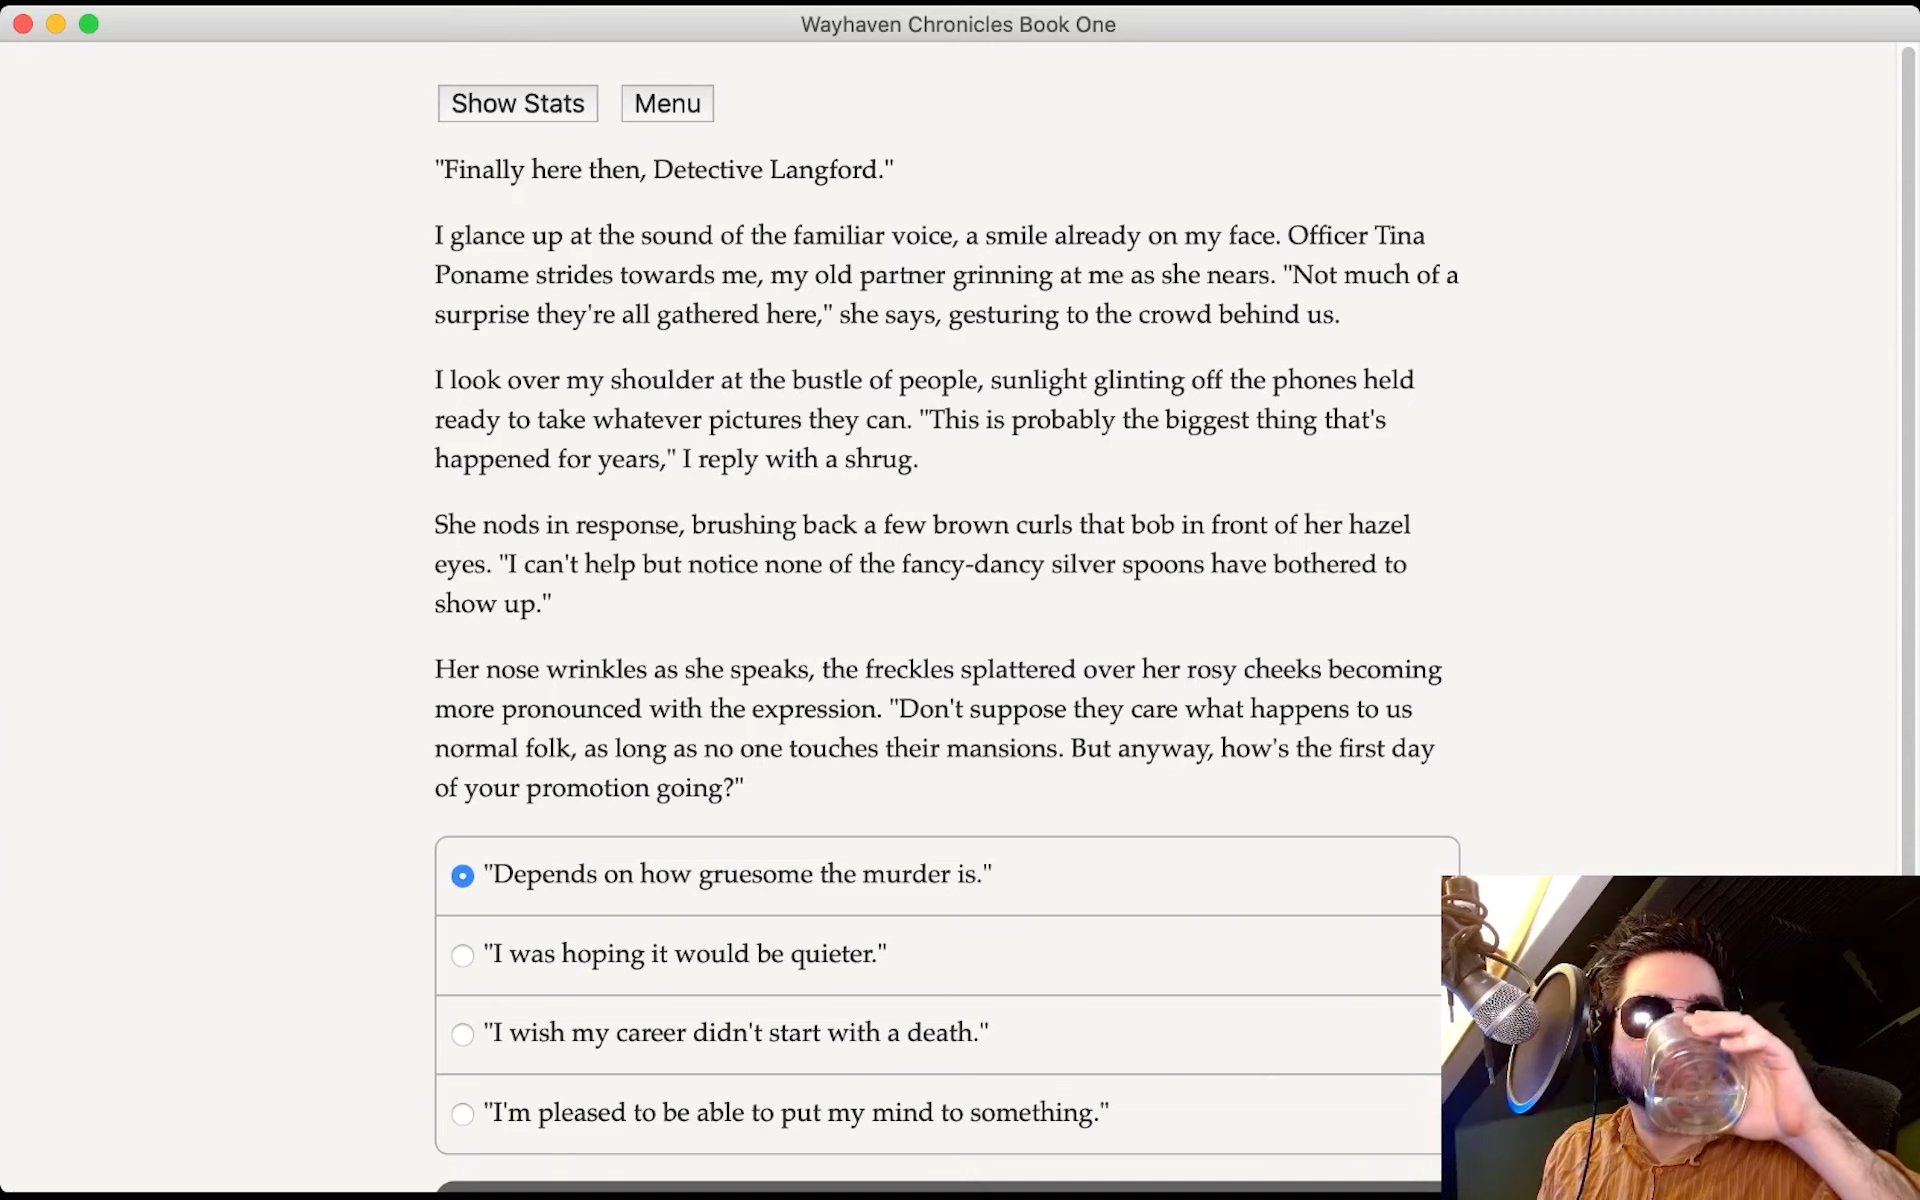 Wayhaven Chronicles Book One
Show Stats
Menu
"Finally here then, Detective Langford."
I glance up at the sound of the familiar voice, a smile already on my face. Officer Tina
Poname strides towards me, my old partner grinning at me as she nears. "Not much of a
surprise they're all gathered here," she says, gesturing to the crowd behind us.
I look over my shoulder at the bustle of people, sunlight glinting off the phones held
ready to take whatever pictures they can. "This is probably the biggest thing that's
happened for years," I reply with a shrug.
She nods in response, brushing back a few brown curls that bob in front of her hazel
eyes. "I can't help but notice none of the fancy-dancy silver spoons have bothered to
show up."
Her nose wrinkles as she speaks, the freckles splattered over her rosy cheeks becoming
more pronounced with the expression. "Don't suppose they care what happens to us
normal folk, as long as no one touches their mansions. But anyway, how's the first day
of your promotion going?"
"Depends on how gruesome the murder is."
"I was hoping it would be quieter."
"I wish my career didn't start with a death."
"I'm pleased to be able to put my mind to something."